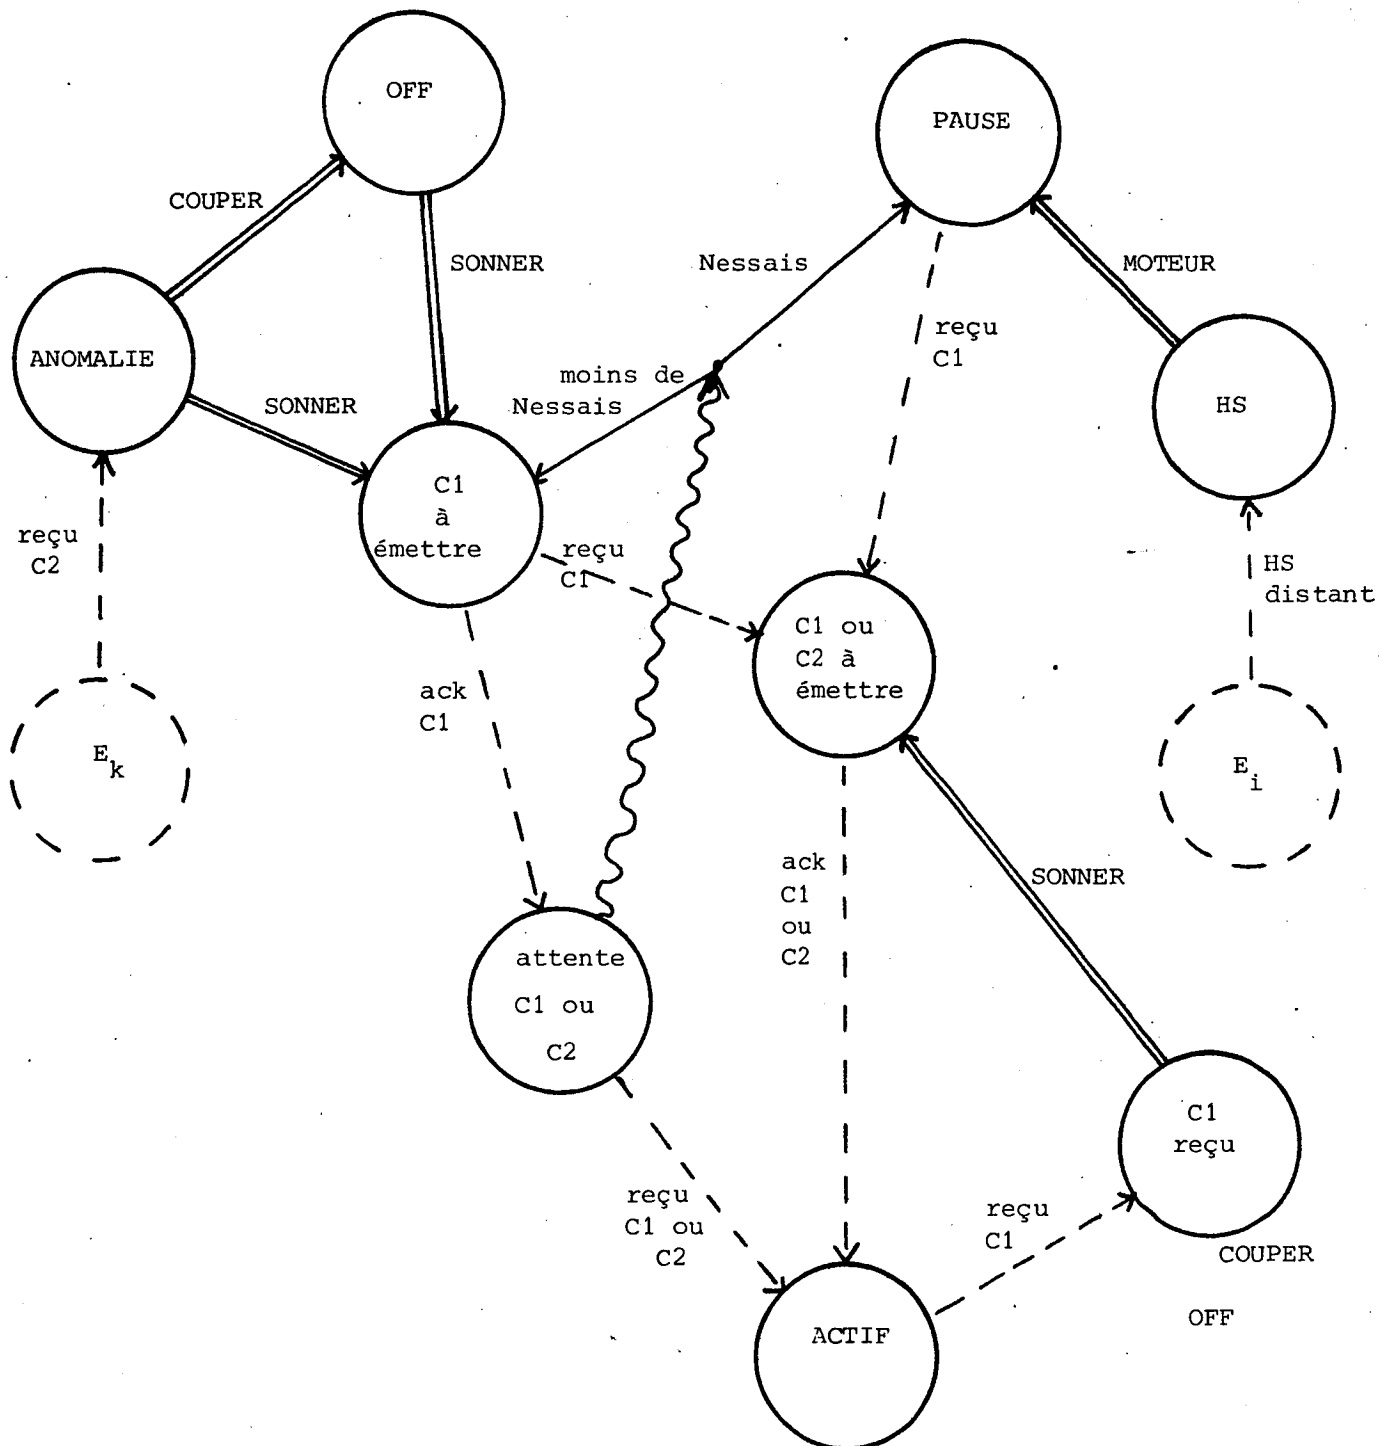 OFF
PAUSE
COUPER
SONNER
Nessais
MOTEUR
reçu
C1
ANOMALIE
SONNER
moins de
Nessais
HS
C1
à
émettre
reçu
C2
reçu
C1
HS
distant
C1 ou
C2 à
émettre
ack
C1
E
k
E
i
ack
C1
ou
C2
SONNER
attente
C1 ou
C2
C1
reçu
reçu
C1 ou
C2
reçu
C1
COUPER
OFF
ACTIF